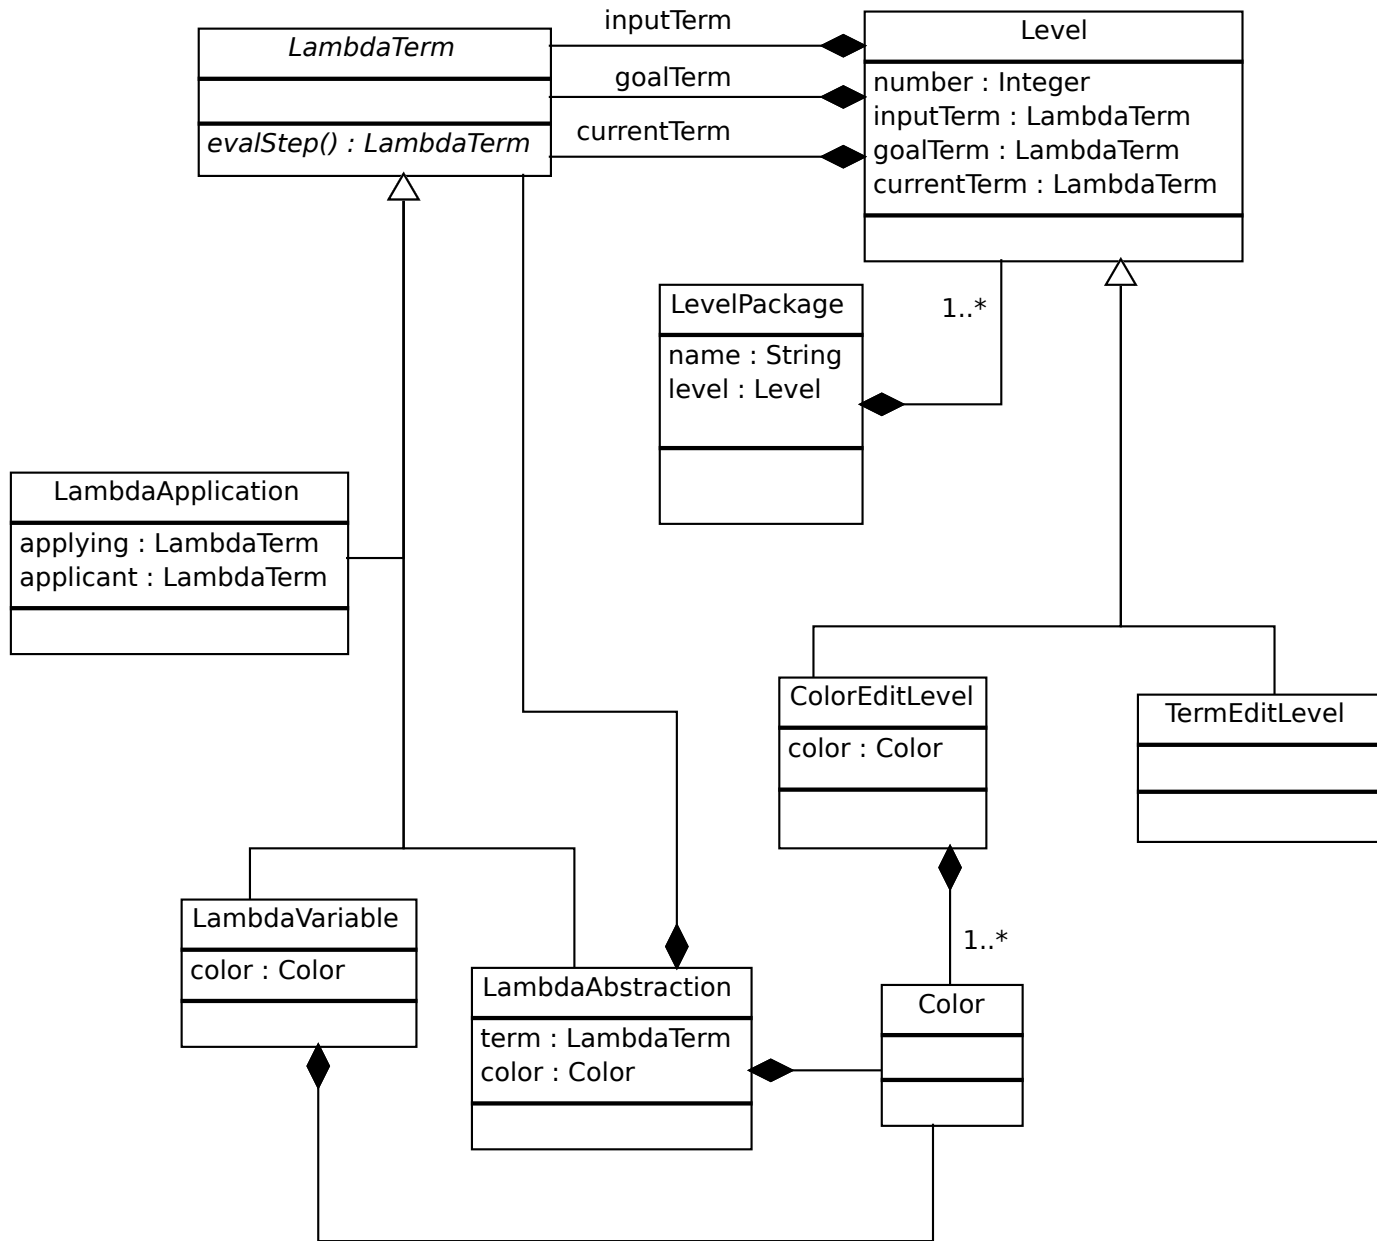 LambdaTerm
evalStep() : LambdaTerm
inputTerm
goalTerm
currentTerm
Level
number : Integer
inputTerm : LambdaTerm
goalTerm : LambdaTerm
currentTerm : LambdaTerm
LevelPackage
name : String
level : Level
1..*
LambdaApplication
applying : LambdaTerm
applicant : LambdaTerm
ColorEditLevel
color : Color
TermEditLevel
LambdaVariable
color : Color
LambdaAbstraction
term : LambdaTerm
color : Color
1..*
Color